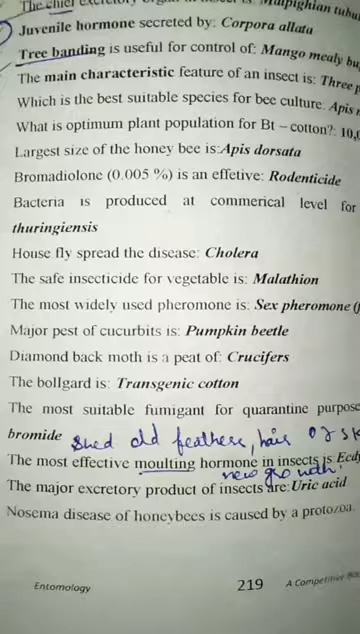 The chief excretory organ in insect is: Malpighian tubu
Juvenile hormone secreted by: Corpora allata
Tree banding is useful for control of: Mango mealy bu
The main characteristic feature of an insect is: Three p
Which is the best suitable species for bee culture: Apis
What is optimum plant population for Bt – cotton?: 10,0
Largest size of the honey bee is: Apis dorsata
Bromadiolone (0.005 %) is an effetive: Rodenticide
Bacteria is produced at commerical level for
thuringiensis
House fly spread the disease: Cholera
The safe insecticide for vegetable is: Malathion
The most widely used pheromone is: Sex pheromone (
Major pest of cucurbits is: Pumpkin beetle
Diamond back moth is a peat of: Crucifers
The bollgard is: Transgenic cotton
The most suitable fumigant for quarantine purpose
bromide shed old feathers, hair or sk
The most effective moulting hormone in insects is: Ecdy
new growth
The major excretory product of insects are: Uric acid
Nosema disease of honeybees is caused by a protozoa.
Entomology 219 A Competitive